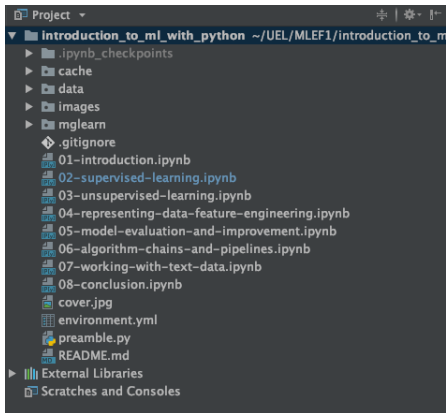 Project
introduction_to_ml_with_python ~/UEL/MLEF1/introduction_to_m
.ipynb_checkpoints
cache
data
images
mglearn
.gitignore
01-introduction.ipynb
02-supervised-learning.ipynb
03-unsupervised-learning.ipynb
04-representing-data-feature-engineering.ipynb
05-model-evaluation-and-improvement.ipynb
06-algorithm-chains-and-pipelines.ipynb
07-working-with-text-data.ipynb
08-conclusion.ipynb
cover.jpg
environment.yml
preamble.py
README.md
External Libraries
Scratches and Consoles